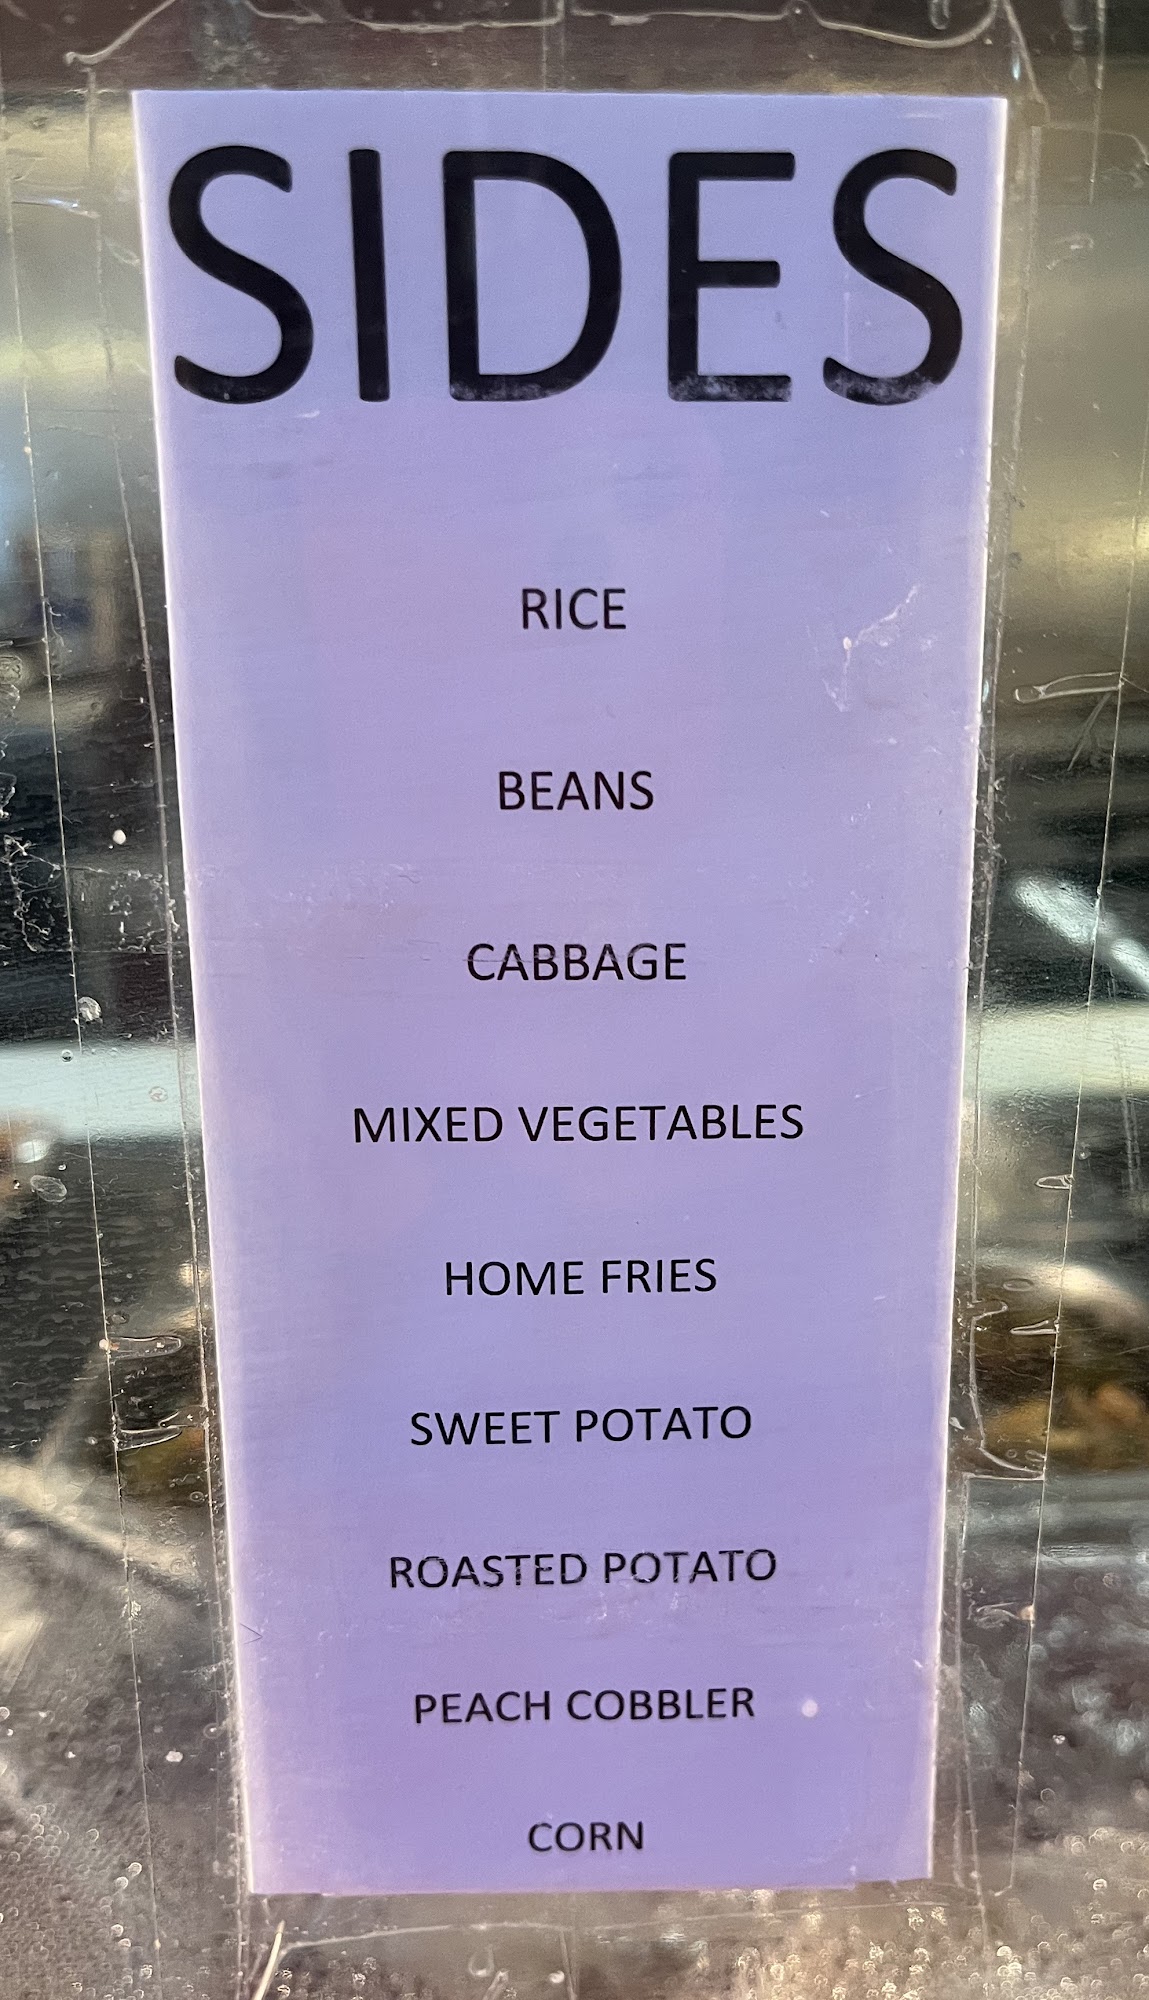 SIDES
RICE
BEANS
CABBAGE
MIXED VEGETABLES
HOME FRIES
SWEET POTATO
ROASTED POTATO
PEACH COBBLER
CORN